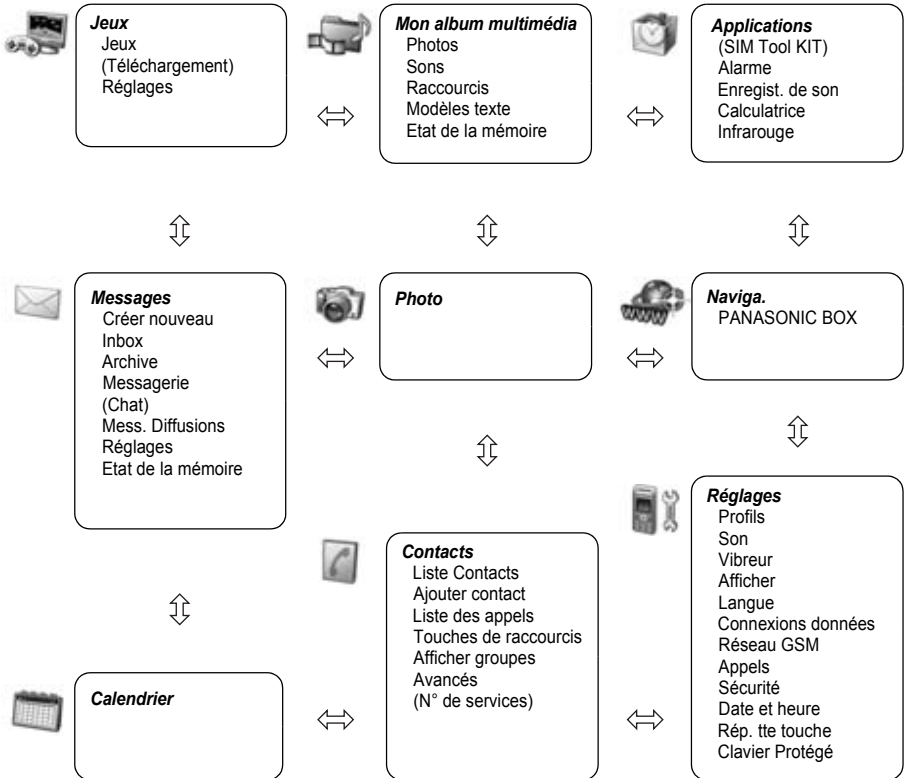 Jeux
Jeux
(Téléchargement)
Réglages
Mon album multimédia
Photos
Sons
Raccourcis
Modèles texte
Etat de la mémoire
Applications
(SIM Tool KIT)
Alarme
Enregist. de son
Calculatrice
Infrarouge
Messages
Créer nouveau
Inbox
Archive
Messagerie
(Chat)
Mess. Diffusions
Réglages
Etat de la mémoire
Photo
WWW
Naviga.
PANASONIC BOX
Calendrier
Contacts
Liste Contacts
Ajouter contact
Liste des appels
Touches de raccourcis
Afficher groupes
Avancés
(N° de services)
Réglages
Profils
Son
Vibreur
Afficher
Langue
Connexions données
Réseau GSM
Appels
Sécurité
Date et heure
Rép. tte touche
Clavier Protégé